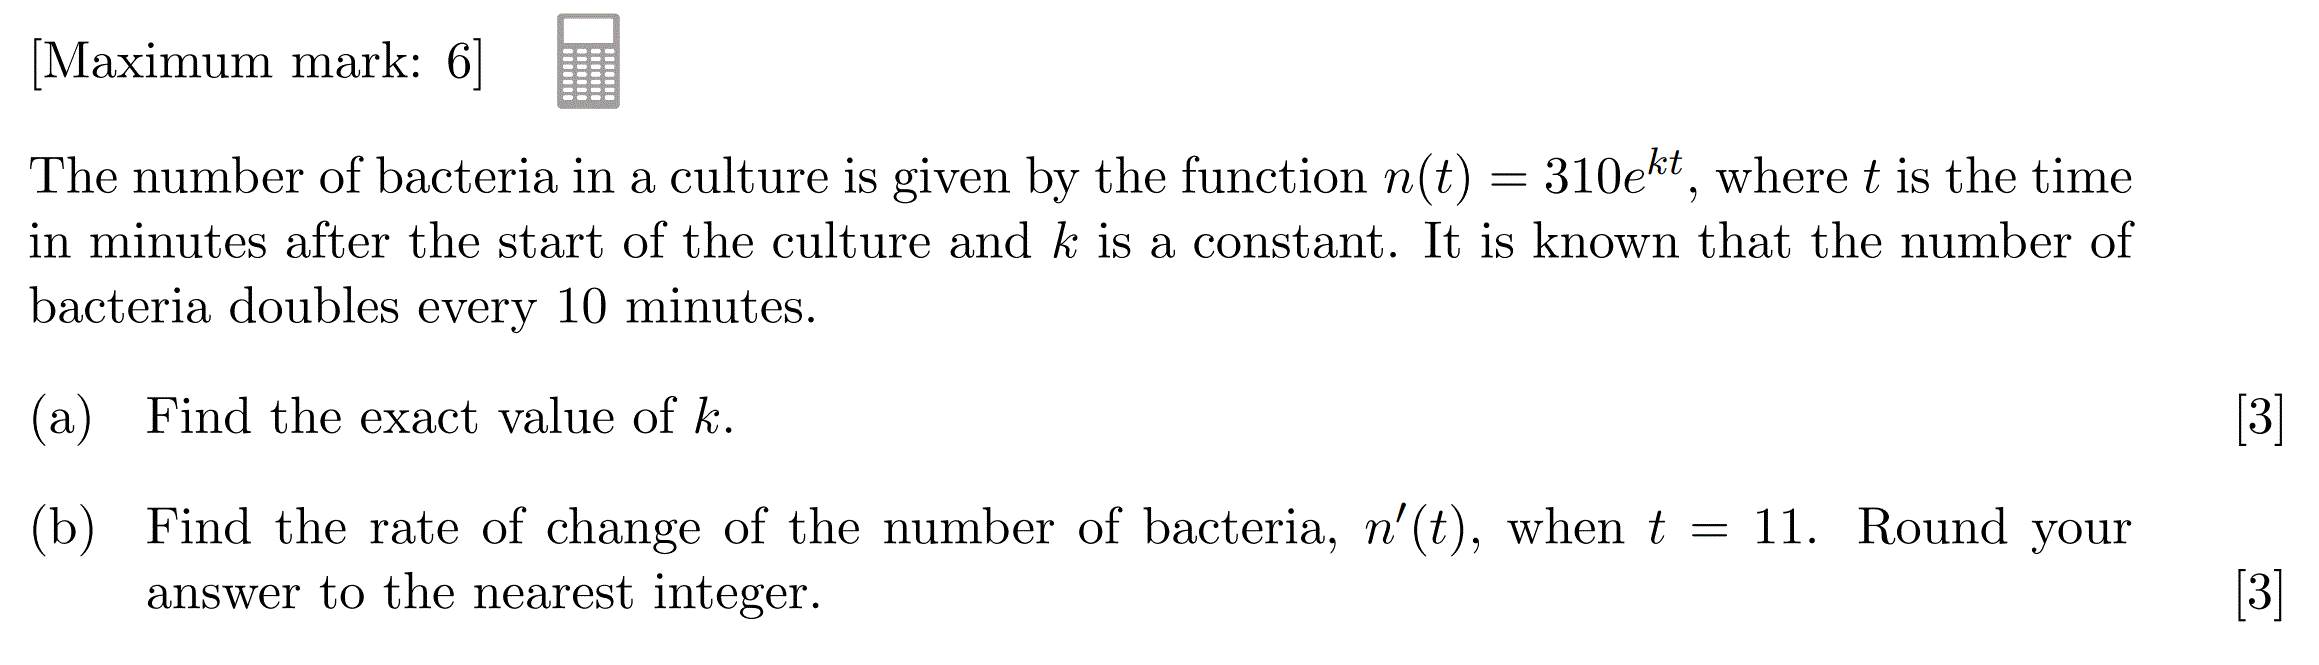 [Maximum mark: 6]
The number of bacteria in a culture is given by the function n(t) = 310e^{kt}, where t is the time
in minutes after the start of the culture and k is a constant. It is known that the number of
bacteria doubles every 10 minutes.
(a) Find the exact value of k. [3]
(b) Find the rate of change of the number of bacteria, n′(t), when t = 11. Round your
answer to the nearest integer. [3]